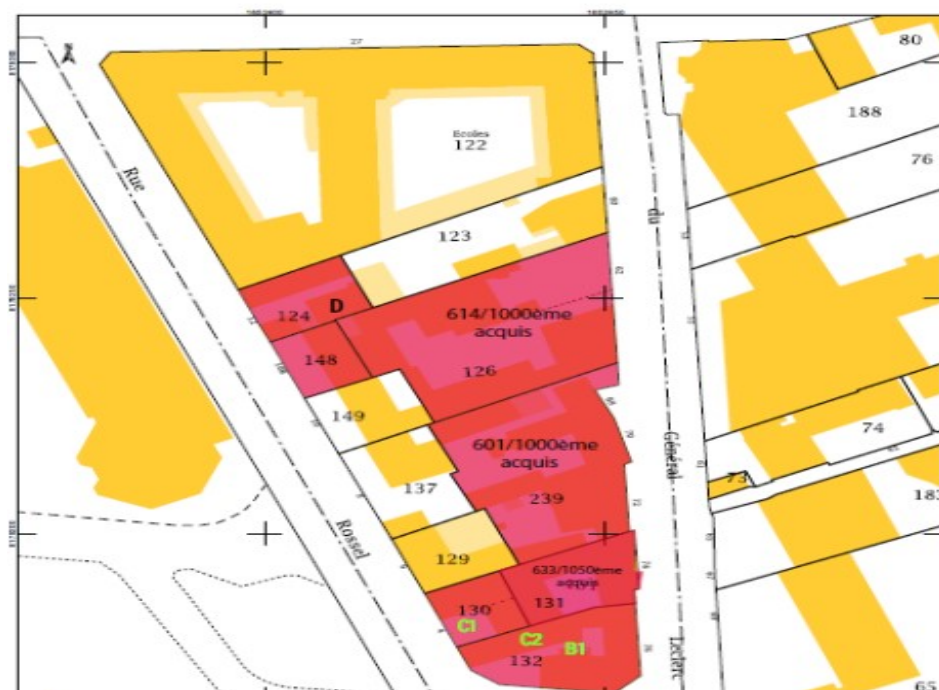 27
80
188
Ecoles
122
76
Rue
du
123
124
D
614/1000ème
acquis
148
126
149
Général
74
601/1000ème
acquis
73
137
239
Rossel
129
633/1050ème
acquis
130
131
C1
C2
B1
132
Leclerc
65